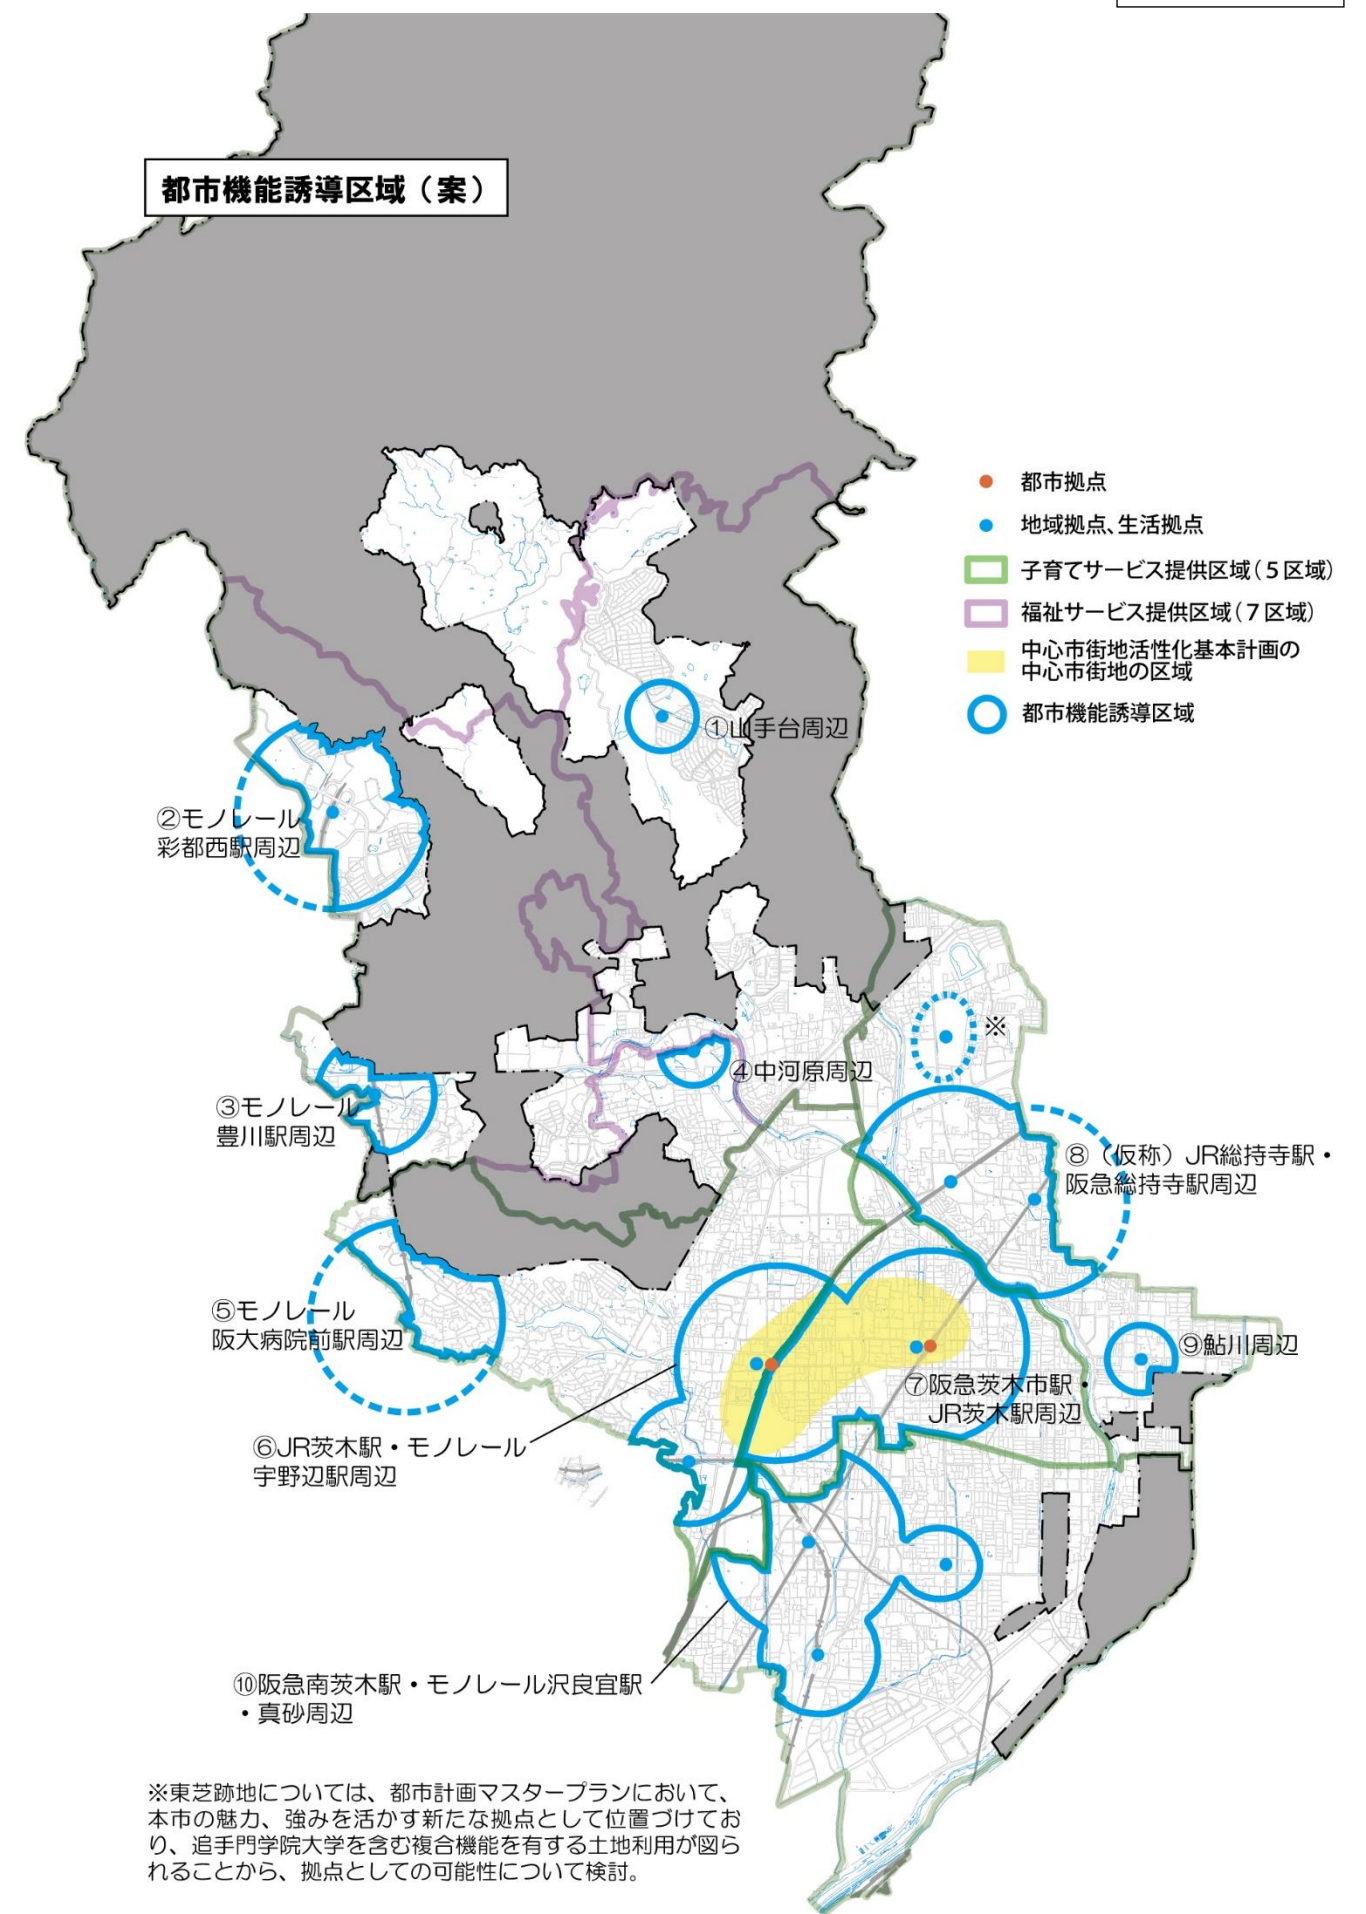 都市機能誘導区域（案）
都市拠点
地域拠点、生活拠点
子育てサービス提供区域（５区域）
福祉サービス提供区域（７区域）
中心市街地活性化基本計画の
中心市街地の区域
都市機能誘導区域
①山手台周辺
②モノレール
彩都西駅周辺
※
④中河原周辺
③モノレール
豊川駅周辺
⑧（仮称）JR総持寺駅・
阪急総持寺駅周辺
⑤モノレール
阪大病院前駅周辺
⑨鮎川周辺
⑦阪急茨木市駅・
JR茨木駅周辺
⑥JR茨木駅・モノレール
宇野辺駅周辺
⑩阪急南茨木駅・モノレール沢良宜駅
・真砂周辺
※東芝跡地については、都市計画マスタープランにおいて、
本市の魅力、強みを活かす新たな拠点として位置づけてお
り、追手門学院大学を含む複合機能を有する土地利用が図ら
れることから、拠点としての可能性について検討。